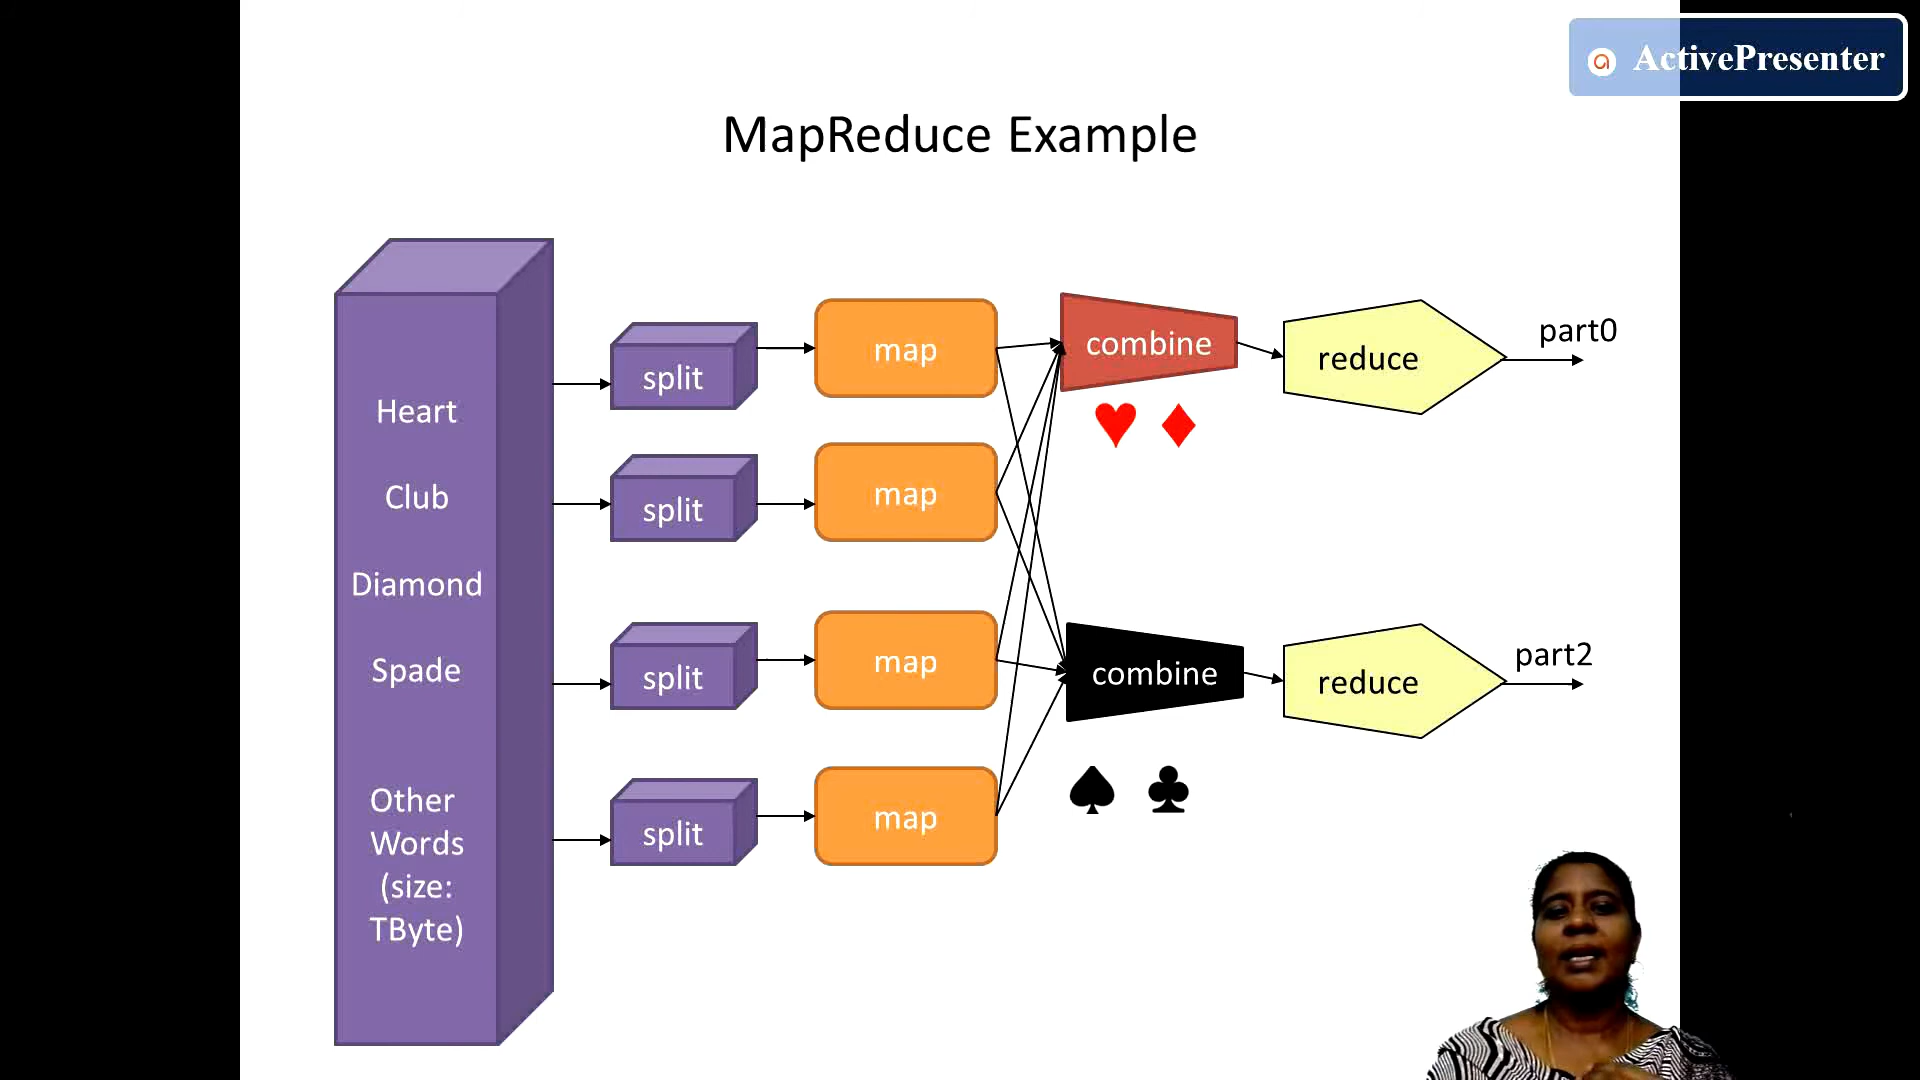 ActivePresenter
MapReduce Example
Heart
Club
Diamond
Spade
Other
Words
(size:
TByte)
split
split
split
split
map
map
map
map
combine
combine
reduce
reduce
part0
part2